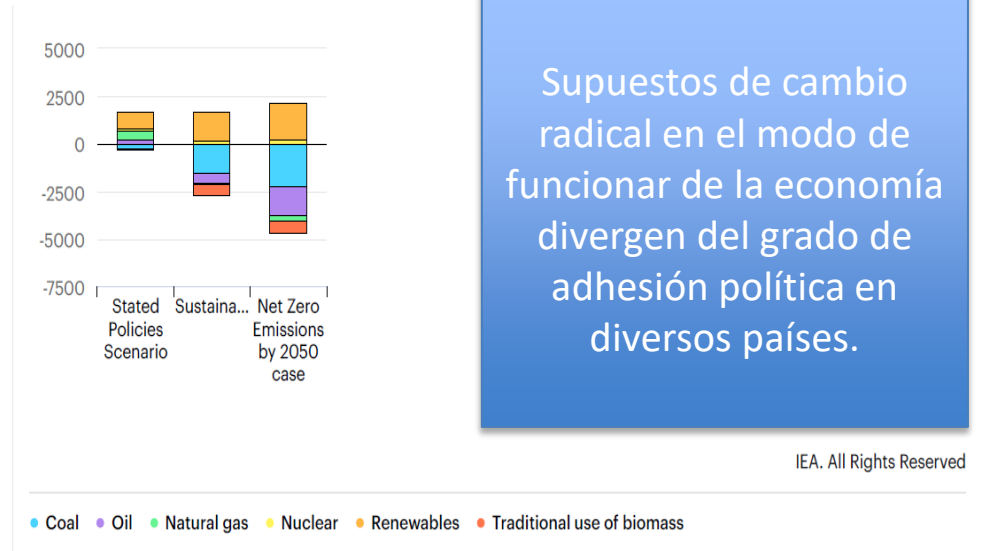 5000
2500
0
-2500
-5000
-7500
Stated
Policies
Scenario
Sustaina...
Net Zero
Emissions
by 2050
case
Supuestos de cambio
radical en el modo de
funcionar de la economía
divergen del grado de
adhesión política en
diversos países.
IEA. All Rights Reserved
Coal Oil Natural gas Nuclear Renewables Traditional use of biomass